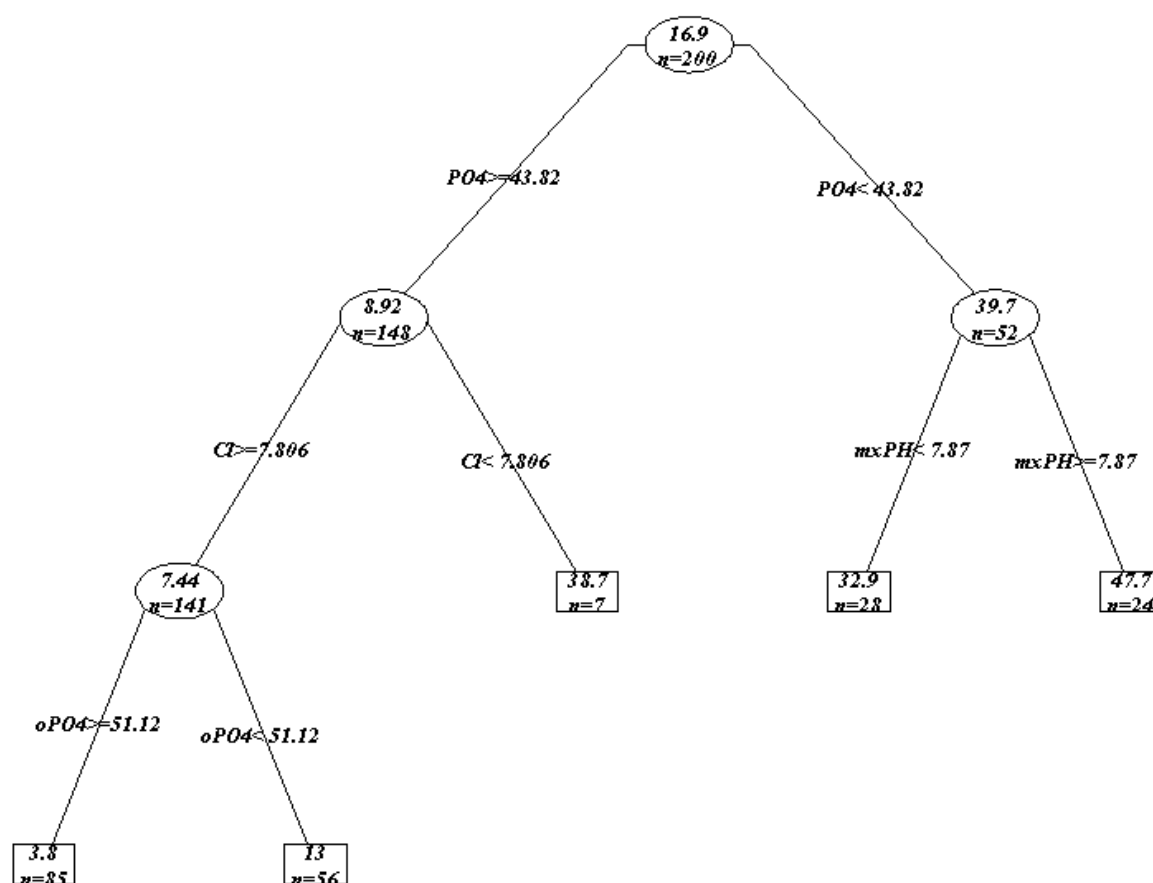 16.9
n=200
PO4>=43.82
PO4< 43.82
8.92
n=148
39.7
n=52
Cl>=7.806
Cl< 7.806
mxPH< 7.87
mxPH>=7.87
7.44
n=141
38.7
n=7
32.9
n=28
47.7
n=24
oPO4>=51.12
oPO4< 51.12
3.8
n=85
13
n=56